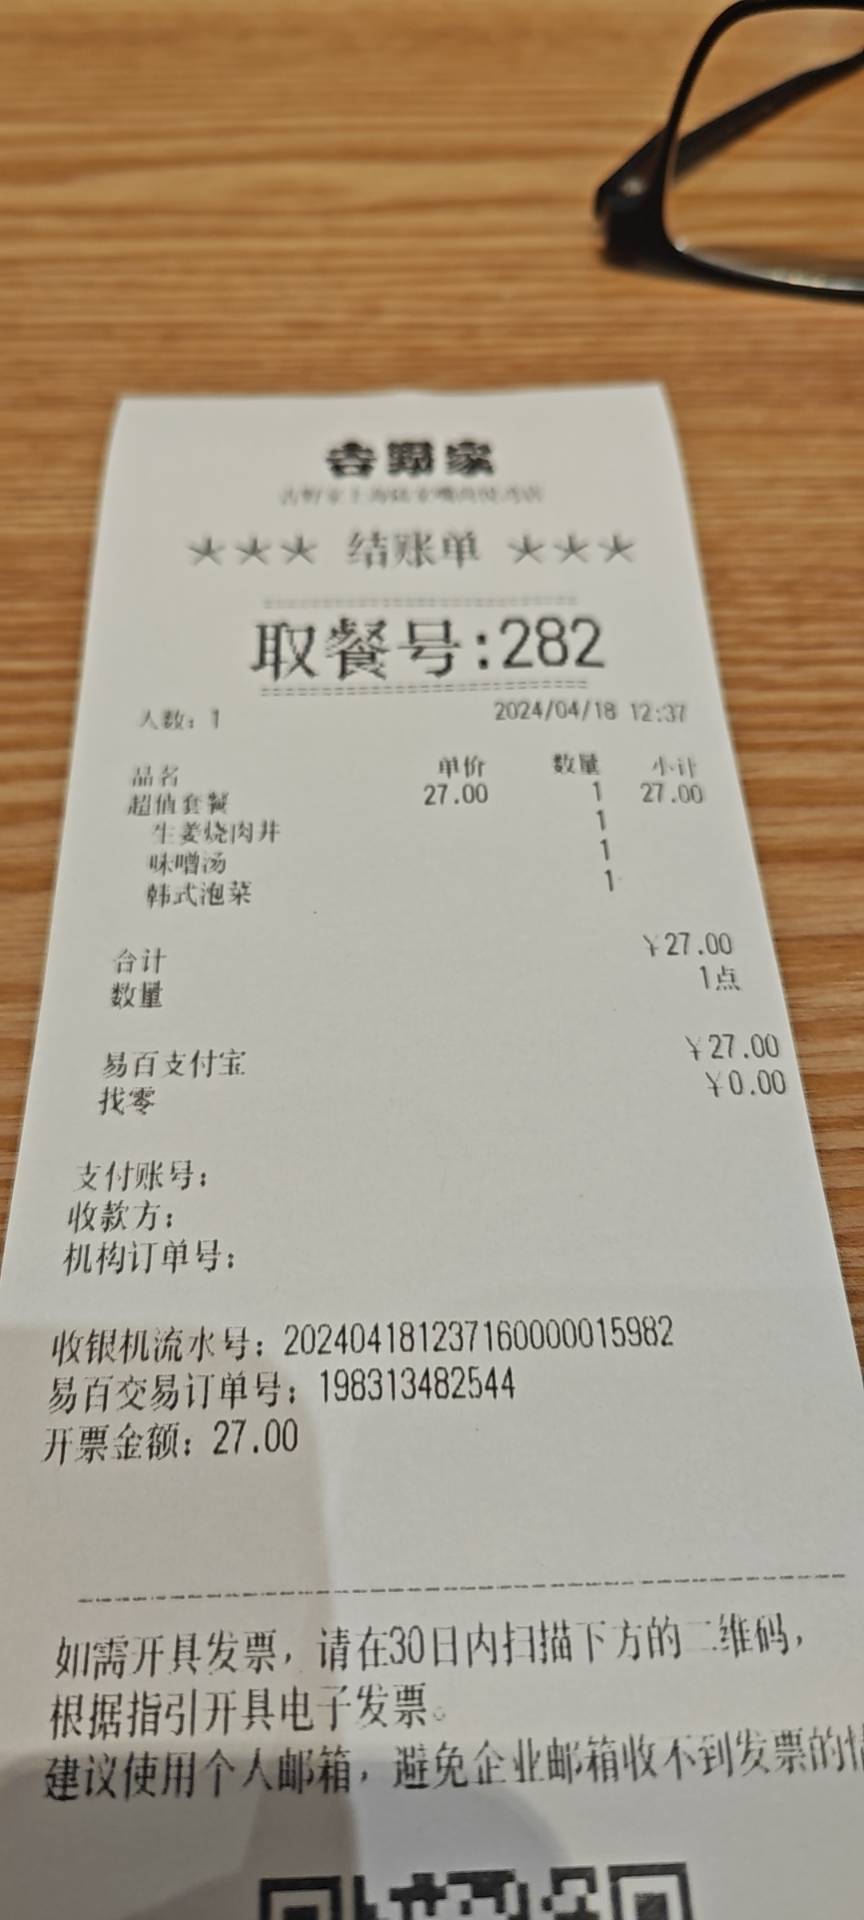 吉野家
★★★ 结账单 ★★★
取餐号:282
人数：1 2024/04/18 12:37
品名 单价 数量 小计
超值套餐 27.00 1 27.00
生姜烧肉丼 1
味噌汤 1
韩式泡菜 1
合计 ￥27.00
数量 1点
易百支付宝 ￥27.00
找零 ￥0.00
支付账号：
收款方：
机构订单号：
收银机流水号：202404181237160000015982
易百交易订单号：198313482544
开票金额：27.00
如需开具发票，请在30日内扫描下方的二维码，
根据指引开具电子发票。
建议使用个人邮箱，避免企业邮箱收不到发票的情